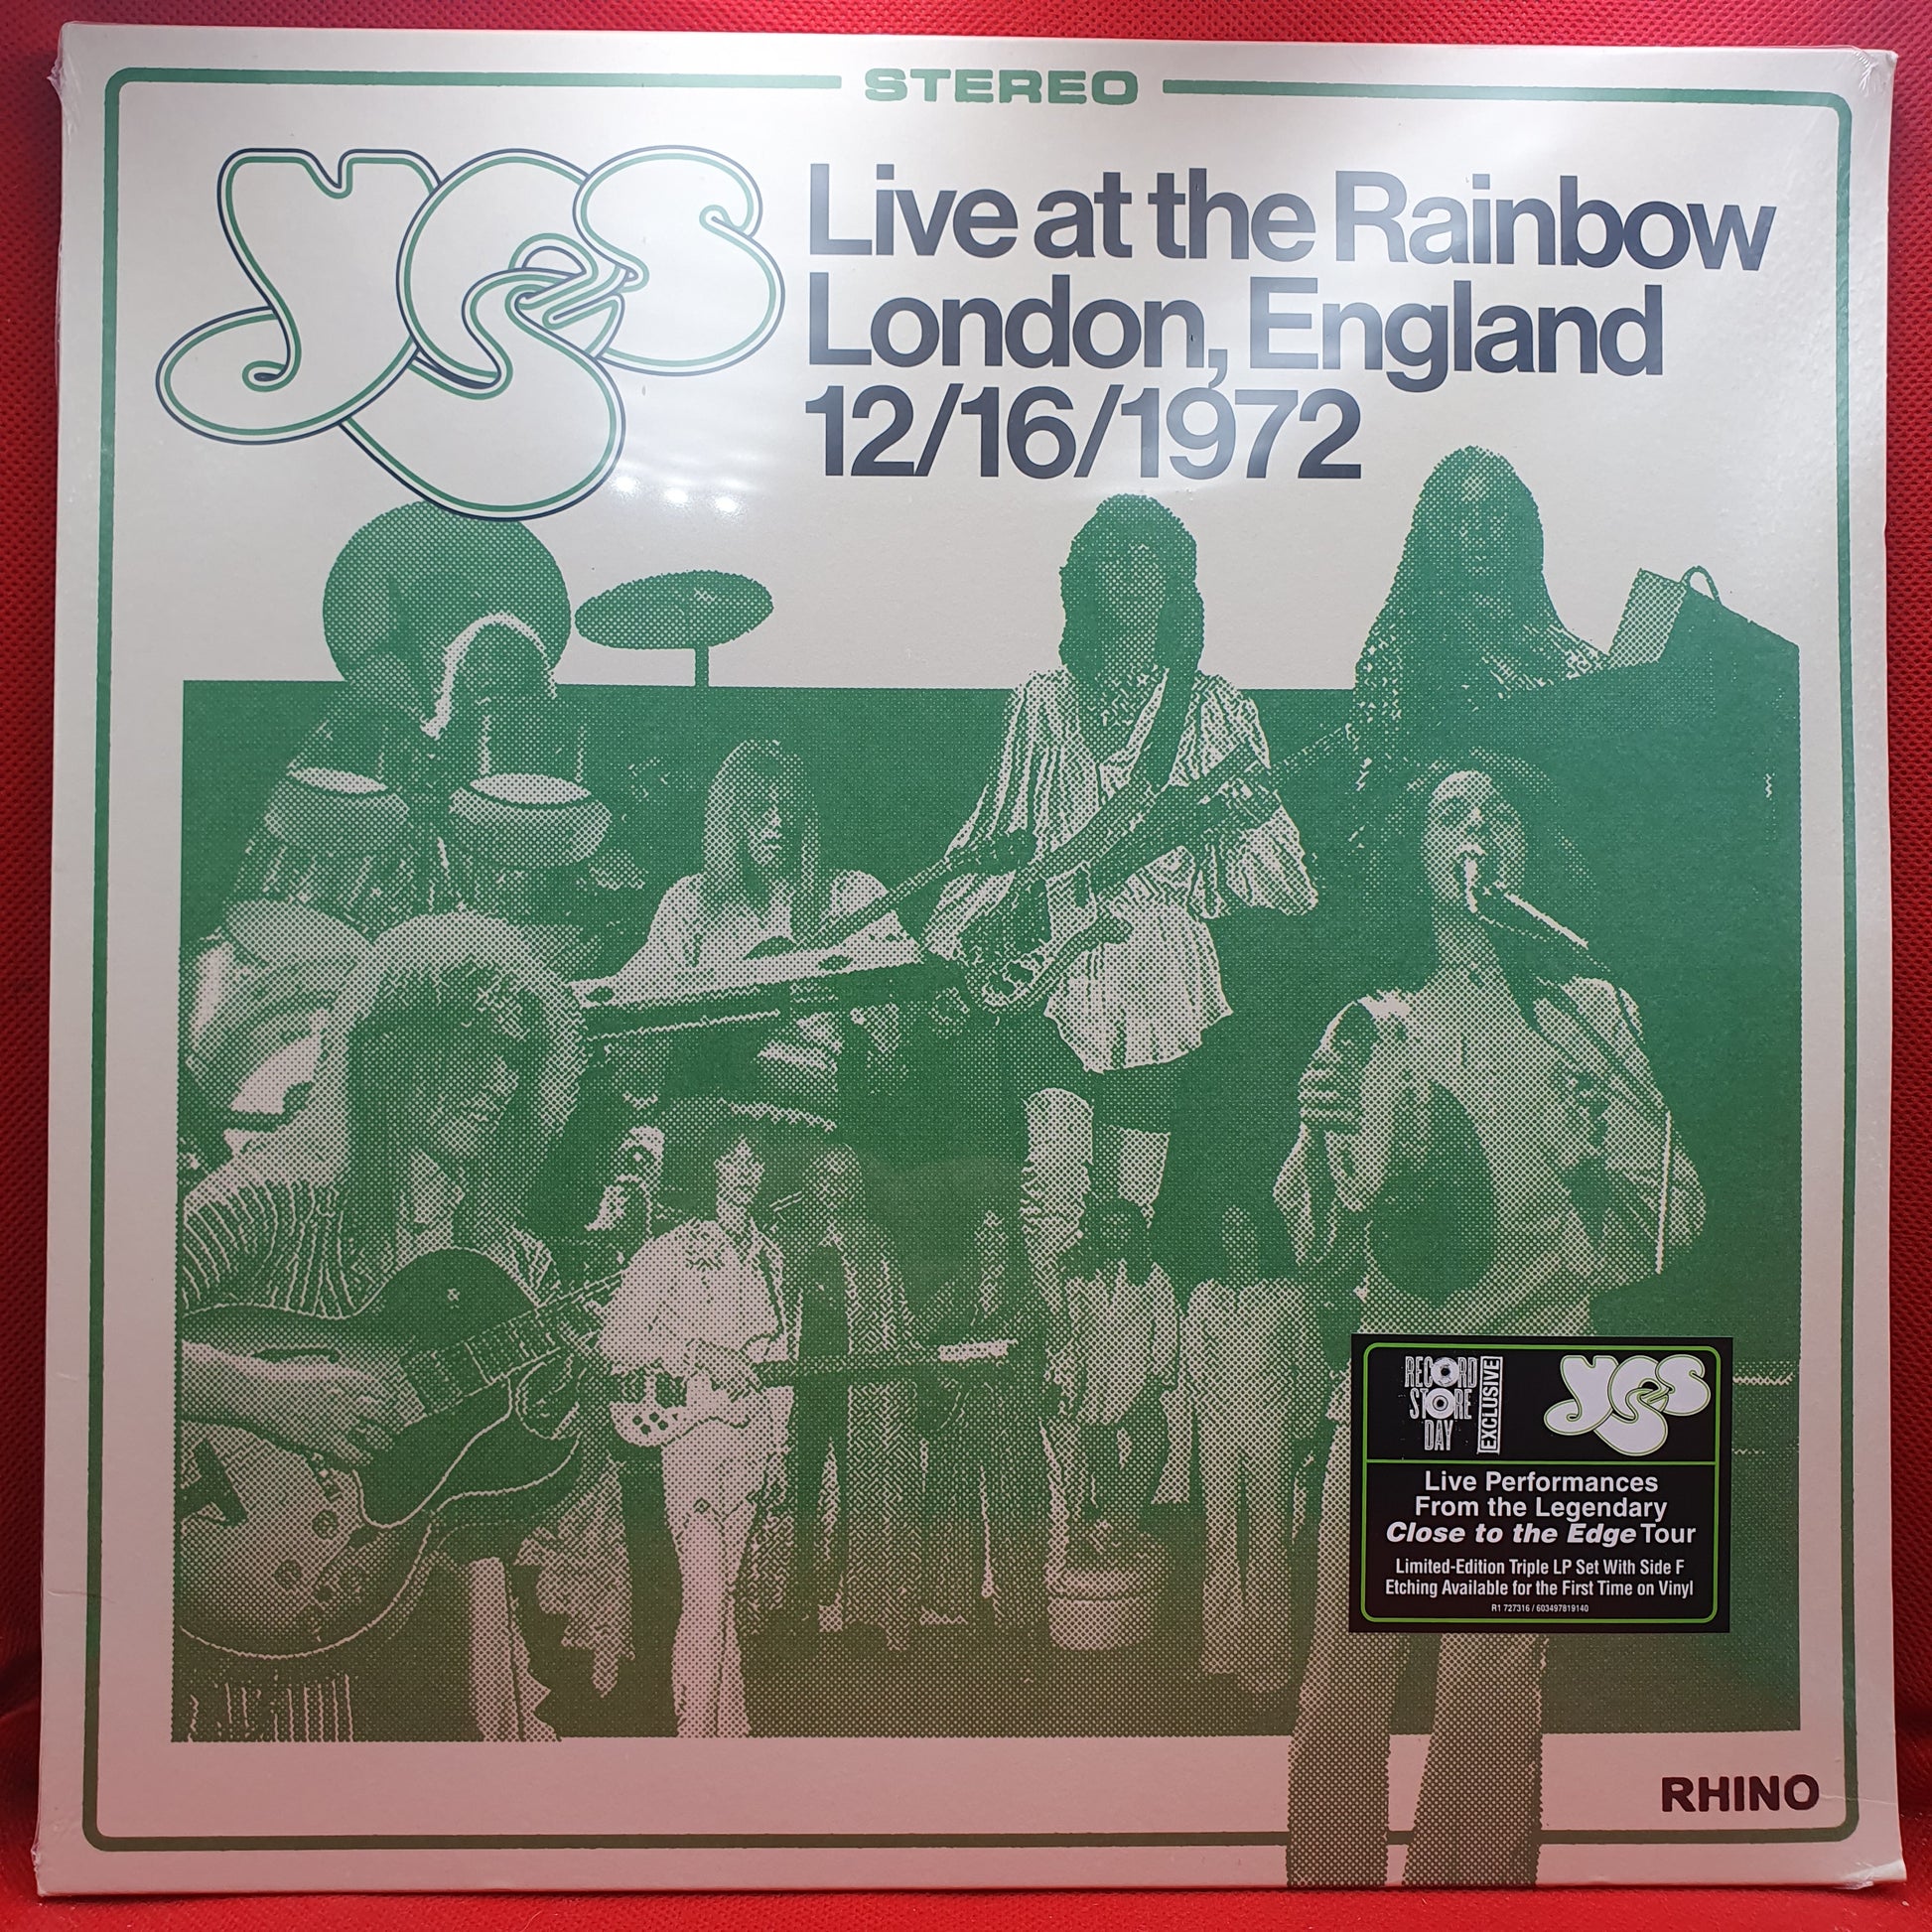 STEREO
YES
Live at the Rainbow
London, England
12/16/1972
RECORD
STORE
DAY
EXCLUSIVE
YES
Live Performances
From the Legendary
Close to the Edge Tour
Limited-Edition Triple LP Set With Side F
Etching Available for the First Time on Vinyl
R1 727316 / 603497819140
RHINO